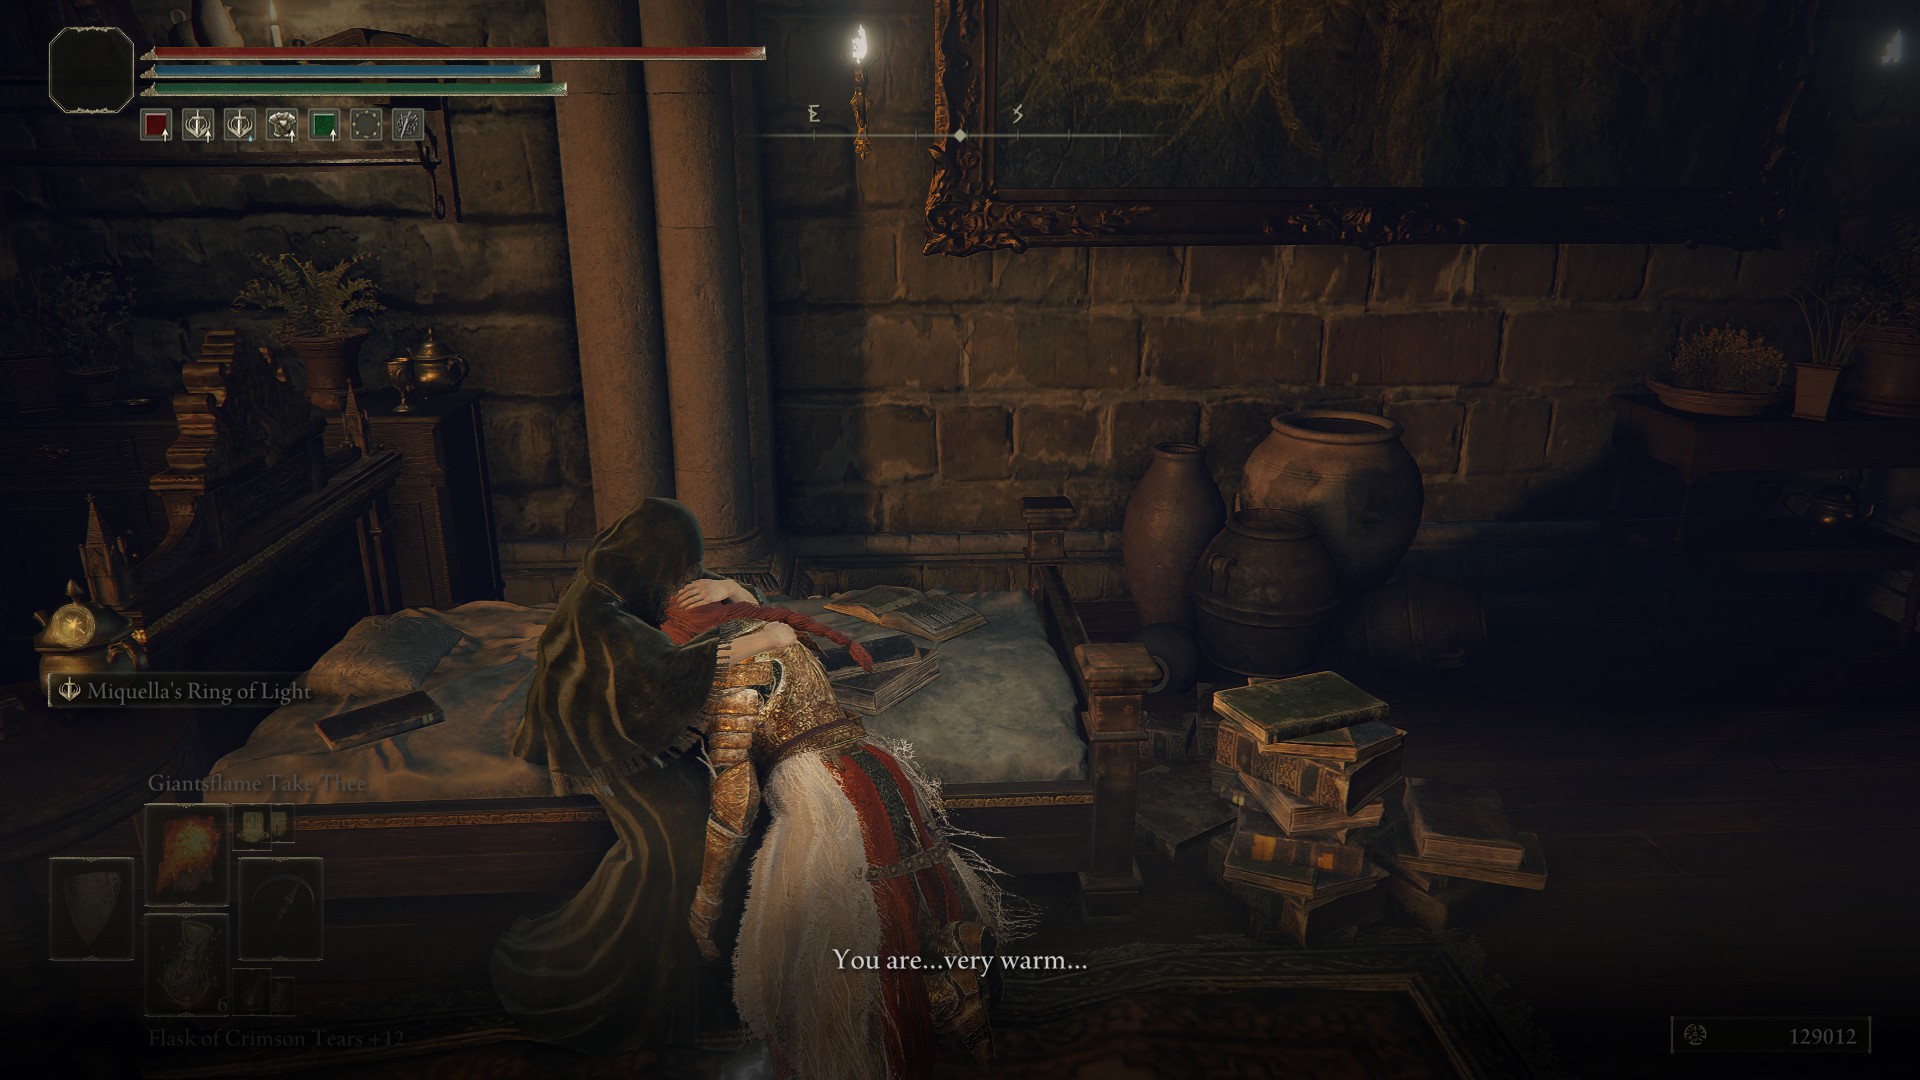 E S
Miquella's Ring of Light
Giantsflame Take Thee
6
Flask of Crimson Tears +12
You are...very warm...
129012